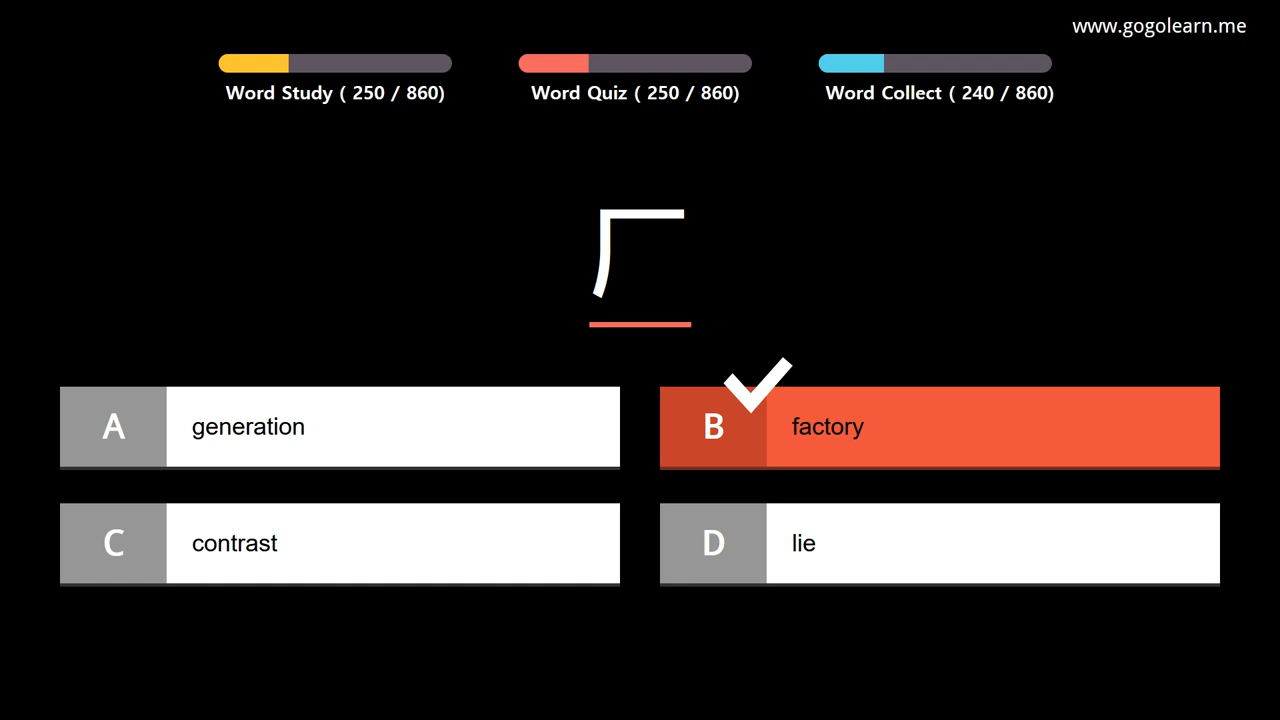 www.gogolearn.me
Word Study ( 250 / 860)
Word Quiz ( 250 / 860)
Word Collect ( 240 / 860)
厂
A generation
B factory
C contrast
D lie